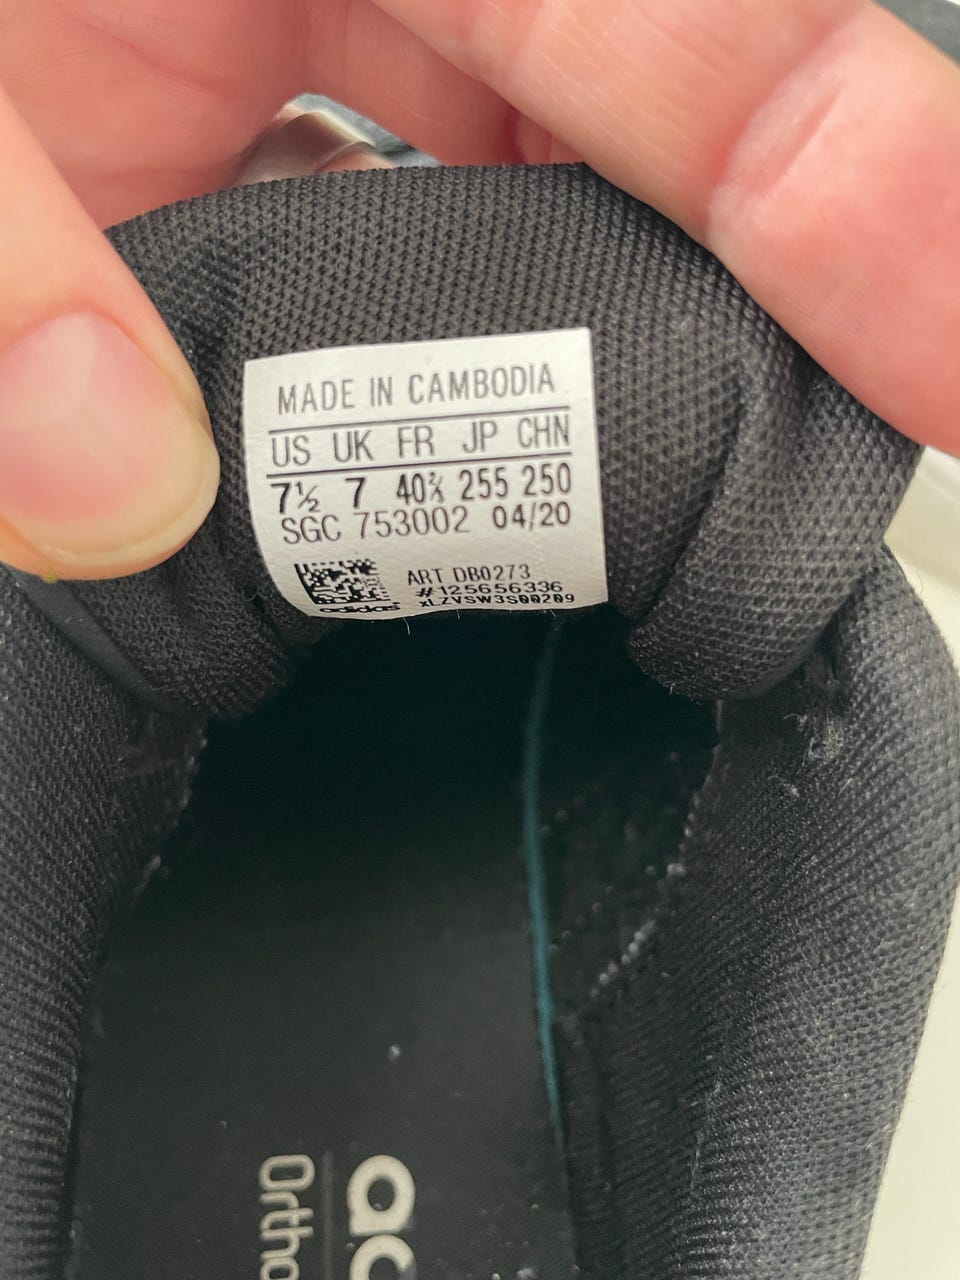 MADE IN CAMBODIA
US UK FR JP CHN
7½ 7 40⅔ 255 250
SGC 753002 04/20
ART DB0273
#125656336
xLZVSW3S00209
adidas
Ortho
ad